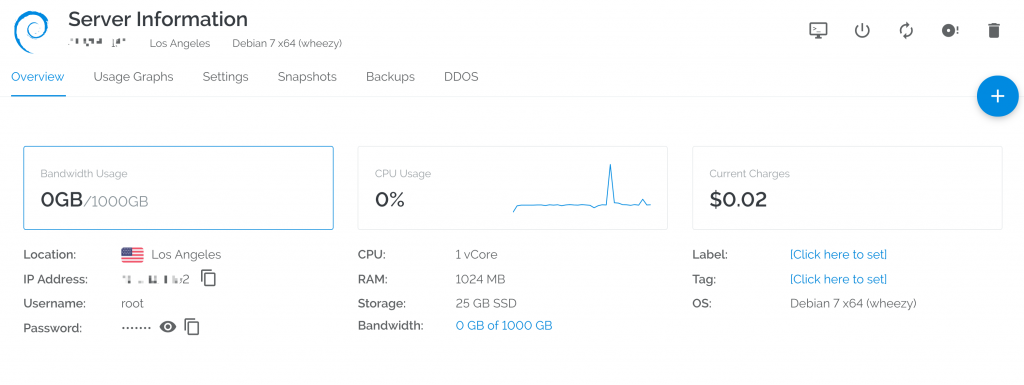 Server Information
Los Angeles Debian 7 x64 (wheezy)
Overview Usage Graphs Settings Snapshots Backups DDOS
+
Bandwidth Usage CPU Usage Current Charges
0GB/1000GB 0% $0.02
Location: Los Angeles CPU: 1 vCore Label: [Click here to set]
IP Address: RAM: 1024 MB Tag: [Click here to set]
Username: root Storage: 25 GB SSD OS: Debian 7 x64 (wheezy)
Password: ······· Bandwidth: 0 GB of 1000 GB